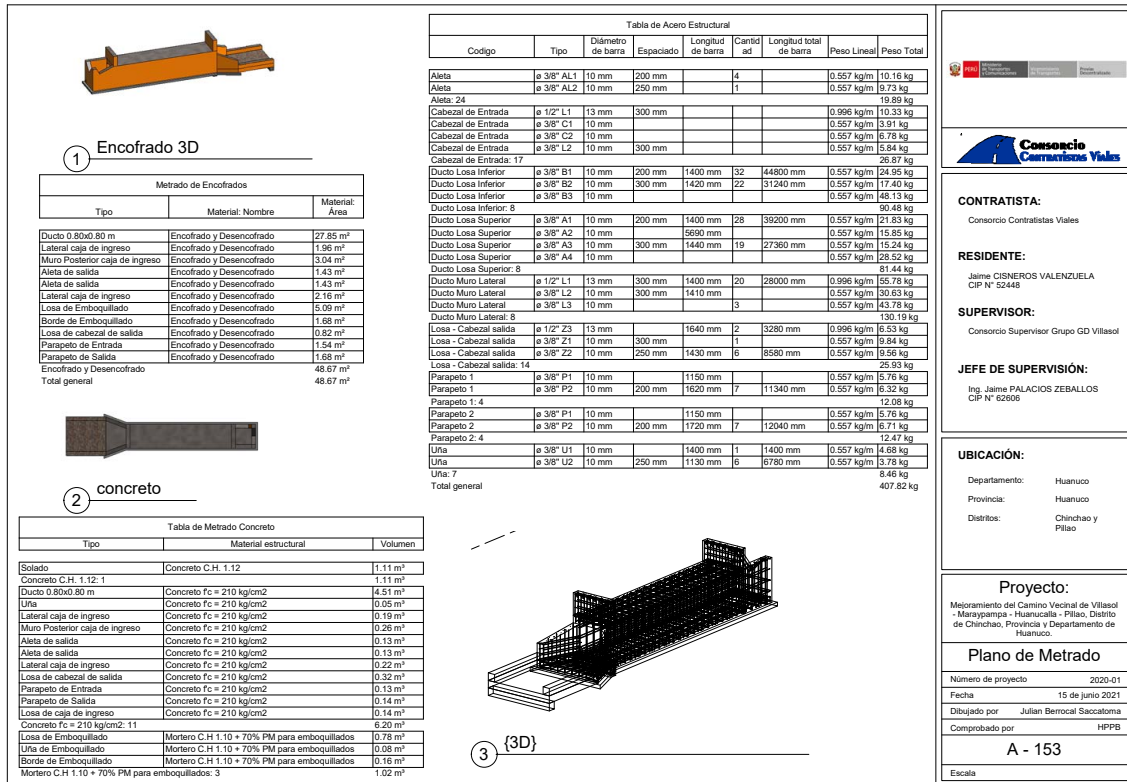 1 Encofrado 3D
Metrado de Encofrados
Tipo Material: Nombre Material: Área
Ducto 0.80x0.80 m Encofrado y Desencofrado 27.85 m²
Lateral caja de ingreso Encofrado y Desencofrado 1.96 m²
Muro Posterior caja de ingreso Encofrado y Desencofrado 3.04 m²
Aleta de salida Encofrado y Desencofrado 1.43 m²
Aleta de salida Encofrado y Desencofrado 1.43 m²
Lateral caja de ingreso Encofrado y Desencofrado 2.16 m²
Losa de Emboquillado Encofrado y Desencofrado 5.09 m²
Borde de Emboquillado Encofrado y Desencofrado 1.68 m²
Losa de cabezal de salida Encofrado y Desencofrado 0.82 m²
Parapeto de Entrada Encofrado y Desencofrado 1.54 m²
Parapeto de Salida Encofrado y Desencofrado 1.68 m²
Encofrado y Desencofrado 48.67 m²
Total general 48.67 m²
2 concreto
Tabla de Metrado Concreto
Tipo Material estructural Volumen
Solado Concreto C.H. 1.12 1.11 m³
Concreto C.H. 1.12: 1 1.11 m³
Ducto 0.80x0.80 m Concreto f'c = 210 kg/cm2 4.51 m³
Uña Concreto f'c = 210 kg/cm2 0.05 m³
Lateral caja de ingreso Concreto f'c = 210 kg/cm2 0.19 m³
Muro Posterior caja de ingreso Concreto f'c = 210 kg/cm2 0.26 m³
Aleta de salida Concreto f'c = 210 kg/cm2 0.13 m³
Aleta de salida Concreto f'c = 210 kg/cm2 0.13 m³
Lateral caja de ingreso Concreto f'c = 210 kg/cm2 0.22 m³
Losa de cabezal de salida Concreto f'c = 210 kg/cm2 0.32 m³
Parapeto de Entrada Concreto f'c = 210 kg/cm2 0.13 m³
Parapeto de Salida Concreto f'c = 210 kg/cm2 0.14 m³
Losa de caja de ingreso Concreto f'c = 210 kg/cm2 0.14 m³
Concreto f'c = 210 kg/cm2: 11 6.20 m³
Losa de Emboquillado Mortero C.H 1.10 + 70% PM para emboquillados 0.78 m³
Uña de Emboquillado Mortero C.H 1.10 + 70% PM para emboquillados 0.08 m³
Borde de Emboquillado Mortero C.H 1.10 + 70% PM para emboquillados 0.16 m³
Mortero C.H 1.10 + 70% PM para emboquillados: 3 1.02 m³
Tabla de Acero Estructural
Codigo Tipo Diámetro de barra Espaciado Longitud de barra Cantidad Longitud total de barra Peso Lineal Peso Total
Aleta ø 3/8" AL1 10 mm 200 mm 4 0.557 kg/m 10.16 kg
Aleta ø 3/8" AL2 10 mm 250 mm 1 0.557 kg/m 9.73 kg
Aleta: 24 19.89 kg
Cabezal de Entrada ø 1/2" L1 13 mm 300 mm 0.996 kg/m 10.33 kg
Cabezal de Entrada ø 3/8" C1 10 mm 0.557 kg/m 3.91 kg
Cabezal de Entrada ø 3/8" C2 10 mm 0.557 kg/m 6.78 kg
Cabezal de Entrada ø 3/8" L2 10 mm 300 mm 0.557 kg/m 5.84 kg
Cabezal de Entrada: 17 26.87 kg
Ducto Losa Inferior ø 3/8" B1 10 mm 200 mm 1400 mm 32 44800 mm 0.557 kg/m 24.95 kg
Ducto Losa Inferior ø 3/8" B2 10 mm 300 mm 1420 mm 22 31240 mm 0.557 kg/m 17.40 kg
Ducto Losa Inferior ø 3/8" B3 10 mm 0.557 kg/m 48.13 kg
Ducto Losa Inferior: 8 90.48 kg
Ducto Losa Superior ø 3/8" A1 10 mm 200 mm 1400 mm 28 39200 mm 0.557 kg/m 21.83 kg
Ducto Losa Superior ø 3/8" A2 10 mm 5690 mm 0.557 kg/m 15.85 kg
Ducto Losa Superior ø 3/8" A3 10 mm 300 mm 1440 mm 19 27360 mm 0.557 kg/m 15.24 kg
Ducto Losa Superior ø 3/8" A4 10 mm 0.557 kg/m 28.52 kg
Ducto Losa Superior: 8 81.44 kg
Ducto Muro Lateral ø 1/2" L1 13 mm 300 mm 1400 mm 20 28000 mm 0.996 kg/m 55.78 kg
Ducto Muro Lateral ø 3/8" L2 10 mm 300 mm 1410 mm 0.557 kg/m 30.63 kg
Ducto Muro Lateral ø 3/8" L3 10 mm 3 0.557 kg/m 43.78 kg
Ducto Muro Lateral: 8 130.19 kg
Losa - Cabezal salida ø 1/2" Z3 13 mm 1640 mm 2 3280 mm 0.996 kg/m 6.53 kg
Losa - Cabezal salida ø 3/8" Z1 10 mm 300 mm 1 0.557 kg/m 9.84 kg
Losa - Cabezal salida ø 3/8" Z2 10 mm 250 mm 1430 mm 6 8580 mm 0.557 kg/m 9.56 kg
Losa - Cabezal salida: 14 25.93 kg
Parapeto 1 ø 3/8" P1 10 mm 1150 mm 0.557 kg/m 5.76 kg
Parapeto 1 ø 3/8" P2 10 mm 200 mm 1620 mm 7 11340 mm 0.557 kg/m 6.32 kg
Parapeto 1: 4 12.08 kg
Parapeto 2 ø 3/8" P1 10 mm 1150 mm 0.557 kg/m 5.76 kg
Parapeto 2 ø 3/8" P2 10 mm 200 mm 1720 mm 7 12040 mm 0.557 kg/m 6.71 kg
Parapeto 2: 4 12.47 kg
Uña ø 3/8" U1 10 mm 1400 mm 1 1400 mm 0.557 kg/m 4.68 kg
Uña ø 3/8" U2 10 mm 250 mm 1130 mm 6 6780 mm 0.557 kg/m 3.78 kg
Uña: 7 8.46 kg
Total general 407.82 kg
3 {3D}
PERÚ
Consorcio
Contratistas Viales
CONTRATISTA:
Consorcio Contratistas Viales
RESIDENTE:
Jaime CISNEROS VALENZUELA
CIP N° 52448
SUPERVISOR:
Consorcio Supervisor Grupo GD Villasol
JEFE DE SUPERVISIÓN:
Ing. Jaime PALACIOS ZEBALLOS
CIP N° 62606
UBICACIÓN:
Departamento: Huanuco
Provincia: Huanuco
Distritos: Chinchao y
Pillao
Proyecto:
Mejoramiento del Camino Vecinal de Villasol
- Maraypampa - Huanucalla - Pillao, Distrito
de Chinchao, Provincia y Departamento de
Huanuco.
Plano de Metrado
Número de proyecto 2020-01
Fecha 15 de junio 2021
Dibujado por Julian Berrocal Saccatoma
Comprobado por HPPB
A - 153
Escala